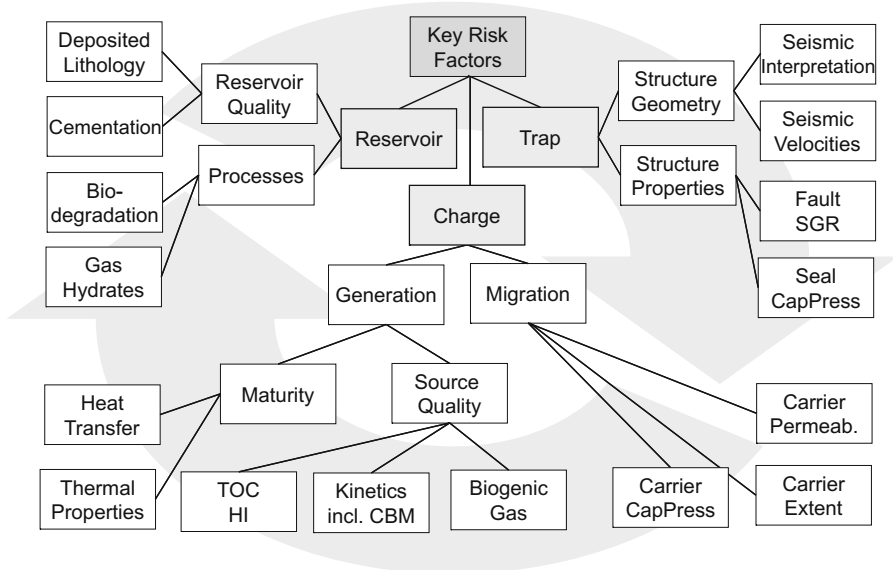 Key Risk
Factors
Deposited
Lithology
Reservoir
Quality
Cementation
Reservoir
Processes
Bio-
degradation
Gas
Hydrates
Trap
Structure
Geometry
Seismic
Interpretation
Seismic
Velocities
Structure
Properties
Fault
SGR
Seal
CapPress
Charge
Generation
Migration
Maturity
Source
Quality
Heat
Transfer
Thermal
Properties
TOC
HI
Kinetics
incl. CBM
Biogenic
Gas
Carrier
CapPress
Carrier
Permeab.
Carrier
Extent